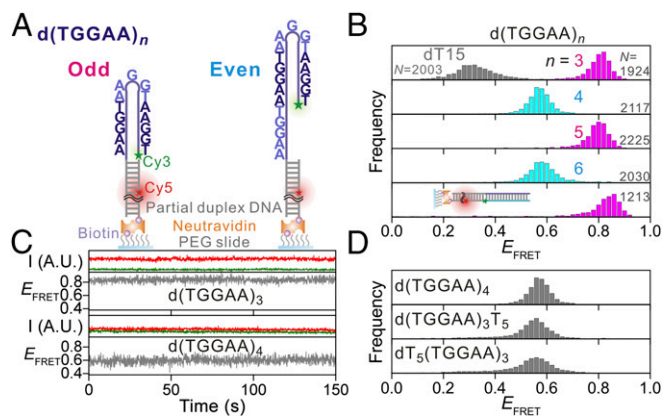 A
d(TGGAA)n
Odd
Even
G
A G
A T
T A
G A
G G
A G
A T
G
A G
A T
A A
G A
G G
T G
A T
A
G
G
T
Cy3
Cy5
Partial duplex DNA
Biotin
Neutravidin
PEG slide
B
d(TGGAA)n
dT15
N=2003
n = 3
N=
1924
4
2117
5
2225
6
2030
1213
Frequency
0.0 0.2 0.4 0.6 0.8 1.0
EFRET
C
I (A.U.)
EFRET
0.8
0.6
0.4
d(TGGAA)3
I (A.U.)
EFRET
0.8
0.6
0.4
d(TGGAA)4
0 50 100 150
Time (s)
D
d(TGGAA)4
d(TGGAA)3T5
dT5(TGGAA)3
Frequency
0.0 0.2 0.4 0.6 0.8 1.0
EFRET